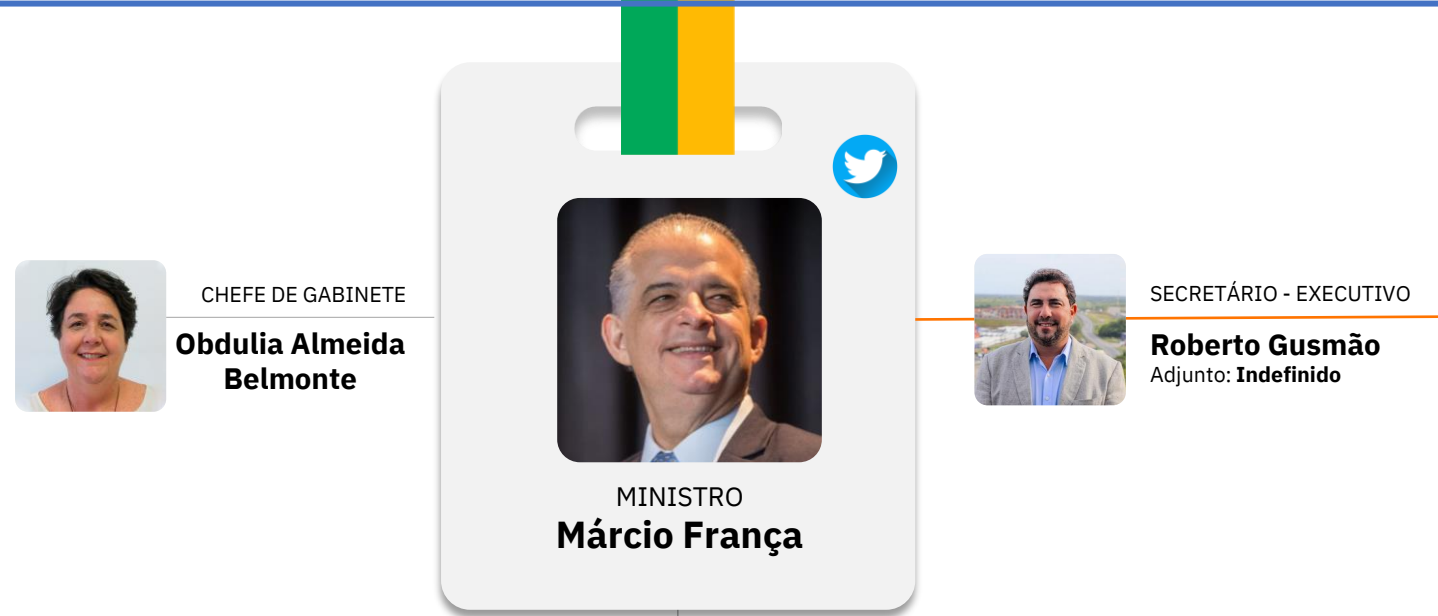 CHEFE DE GABINETE
Obdulia Almeida
Belmonte
MINISTRO
Márcio França
SECRETÁRIO - EXECUTIVO
Roberto Gusmão
Adjunto: Indefinido